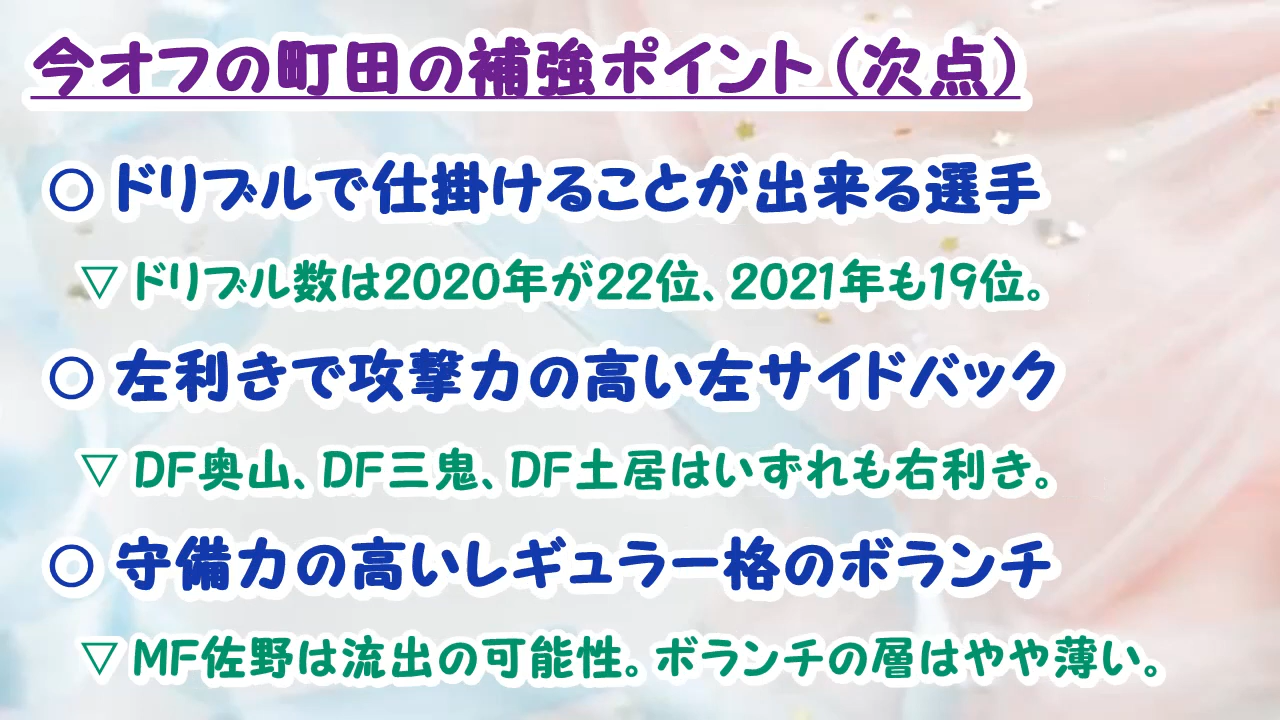 今オフの町田の補強ポイント（次点）
○ ドリブルで仕掛けることが出来る選手
▽ ドリブル数は2020年が22位、2021年も19位。
○ 左利きで攻撃力の高い左サイドバック
▽ DF奥山、DF三鬼、DF土居はいずれも右利き。
○ 守備力の高いレギュラー格のボランチ
▽ MF佐野は流出の可能性。ボランチの層はやや薄い。